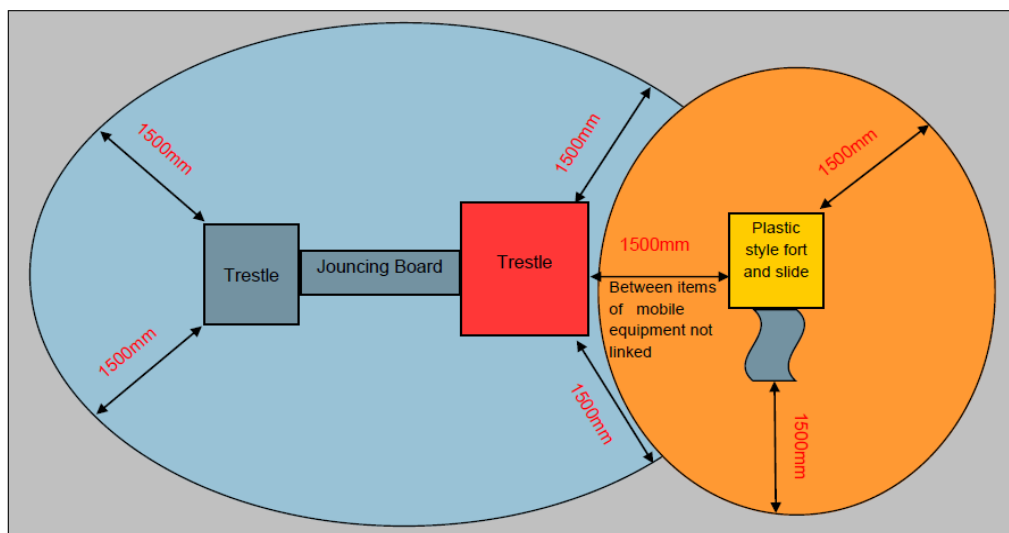 1500mm
1500mm
1500mm
Plastic
style fort
and slide
1500mm
Trestle
Jouncing Board
Trestle
Between items
of mobile
equipment not
linked
1500mm
1500mm
1500mm